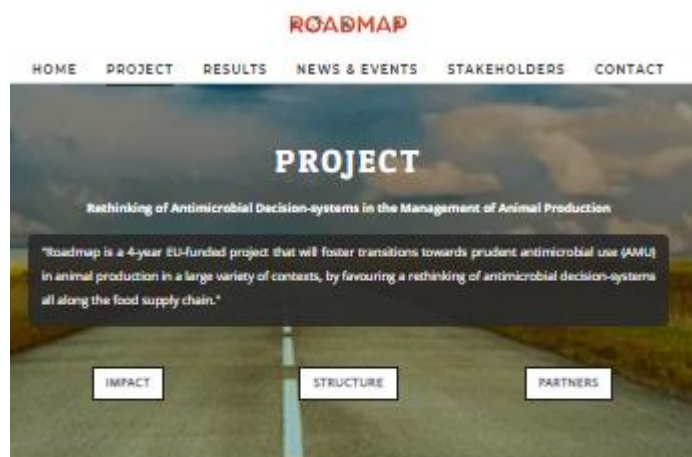 ROADMAP
HOME PROJECT RESULTS NEWS & EVENTS STAKEHOLDERS CONTACT
PROJECT
Rethinking of Antimicrobial Decision-systems in the Management of Animal Production
"Roadmap is a 4-year EU-funded project that will foster transitions towards prudent antimicrobial use (AMU)
in animal production in a large variety of contexts, by favouring a rethinking of antimicrobial decision-systems
all along the food supply chain."
IMPACT STRUCTURE PARTNERS